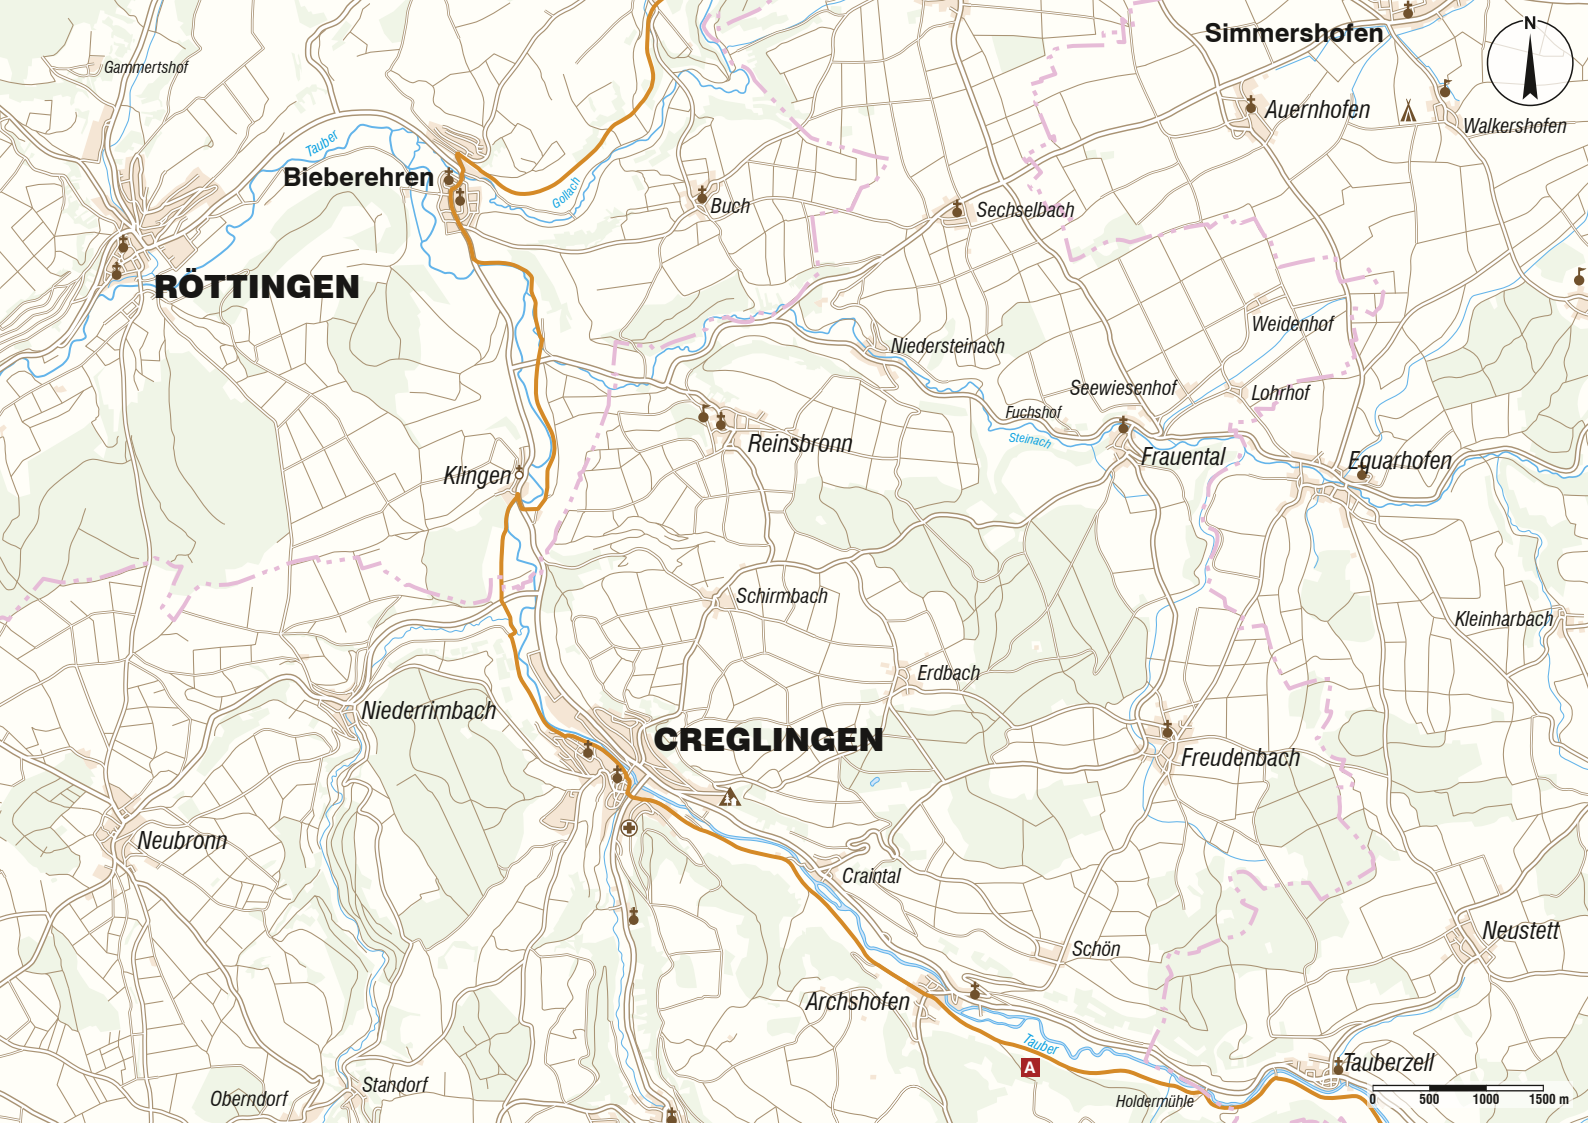 Simmershofen
N
Gammertshof
Auernhofen
Walkershofen
Tauber
Bieberehren
Gollach
Buch
Sechselbach
RÖTTINGEN
Weidenhof
Niedersteinach
Seewiesenhof
Lohrhof
Fuchshof
Steinach
Reinsbronn
Frauental
Equarhofen
Klingen
Schirmbach
Kleinharbach
Erdbach
Niederrimbach
CREGLINGEN
Freudenbach
Neubronn
Craintal
Neustett
Schön
Archshofen
Tauber
A
Tauberzell
Standorf
Oberndorf
Holdermühle
0 500 1000 1500 m